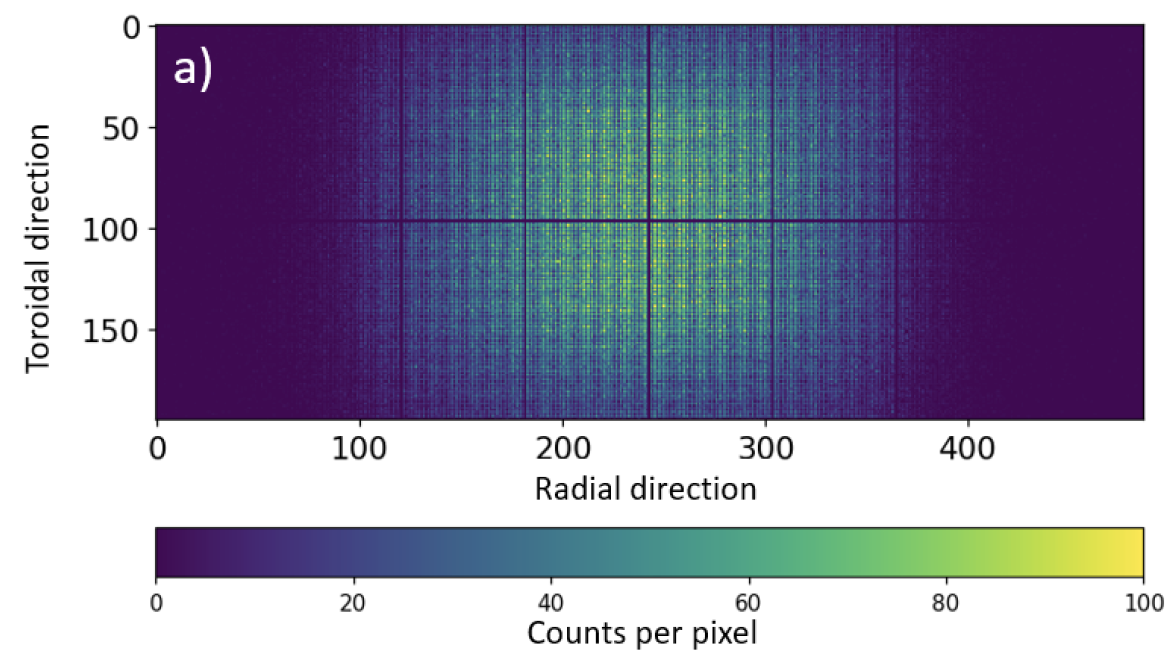 a)
0
50
100
150
Toroidal direction
0 100 200 300 400
Radial direction
0 20 40 60 80 100
Counts per pixel